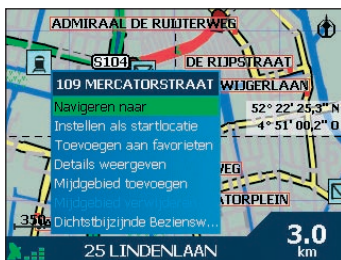 ADMIRAAL DE RUIJTERWEG
S104
DE RIJPSTRAAT
109 MERCATORSTRAAT
WIJGERLAAN
Navigeren naar
52° 22' 25,3" N
Instellen als startlocatie
4° 51' 00,2" O
Toevoegen aan favorieten
Details weergeven
EG
Mijdgebied toevoegen
Mijdgebied verwijderen
TORPLEIN
Dichtstbijzijnde Beziensw...
25 LINDENLAAN
3.0
km